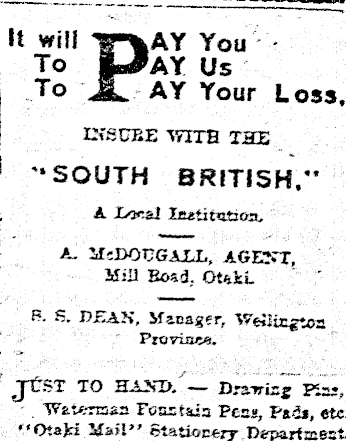 It will PAY You
To PAY Us
To PAY Your Loss.
INSURE WITH THE
"SOUTH BRITISH."
A Local Institution.
A. McDOUGALL, AGENT,
Mill Road, Otaki.
S. S. DEAN, Manager, Wellington
Province.
JUST TO HAND. — Drawing Pins,
Waterman Fountain Pens, Pads, etc.
"Otaki Mail" Stationery Department